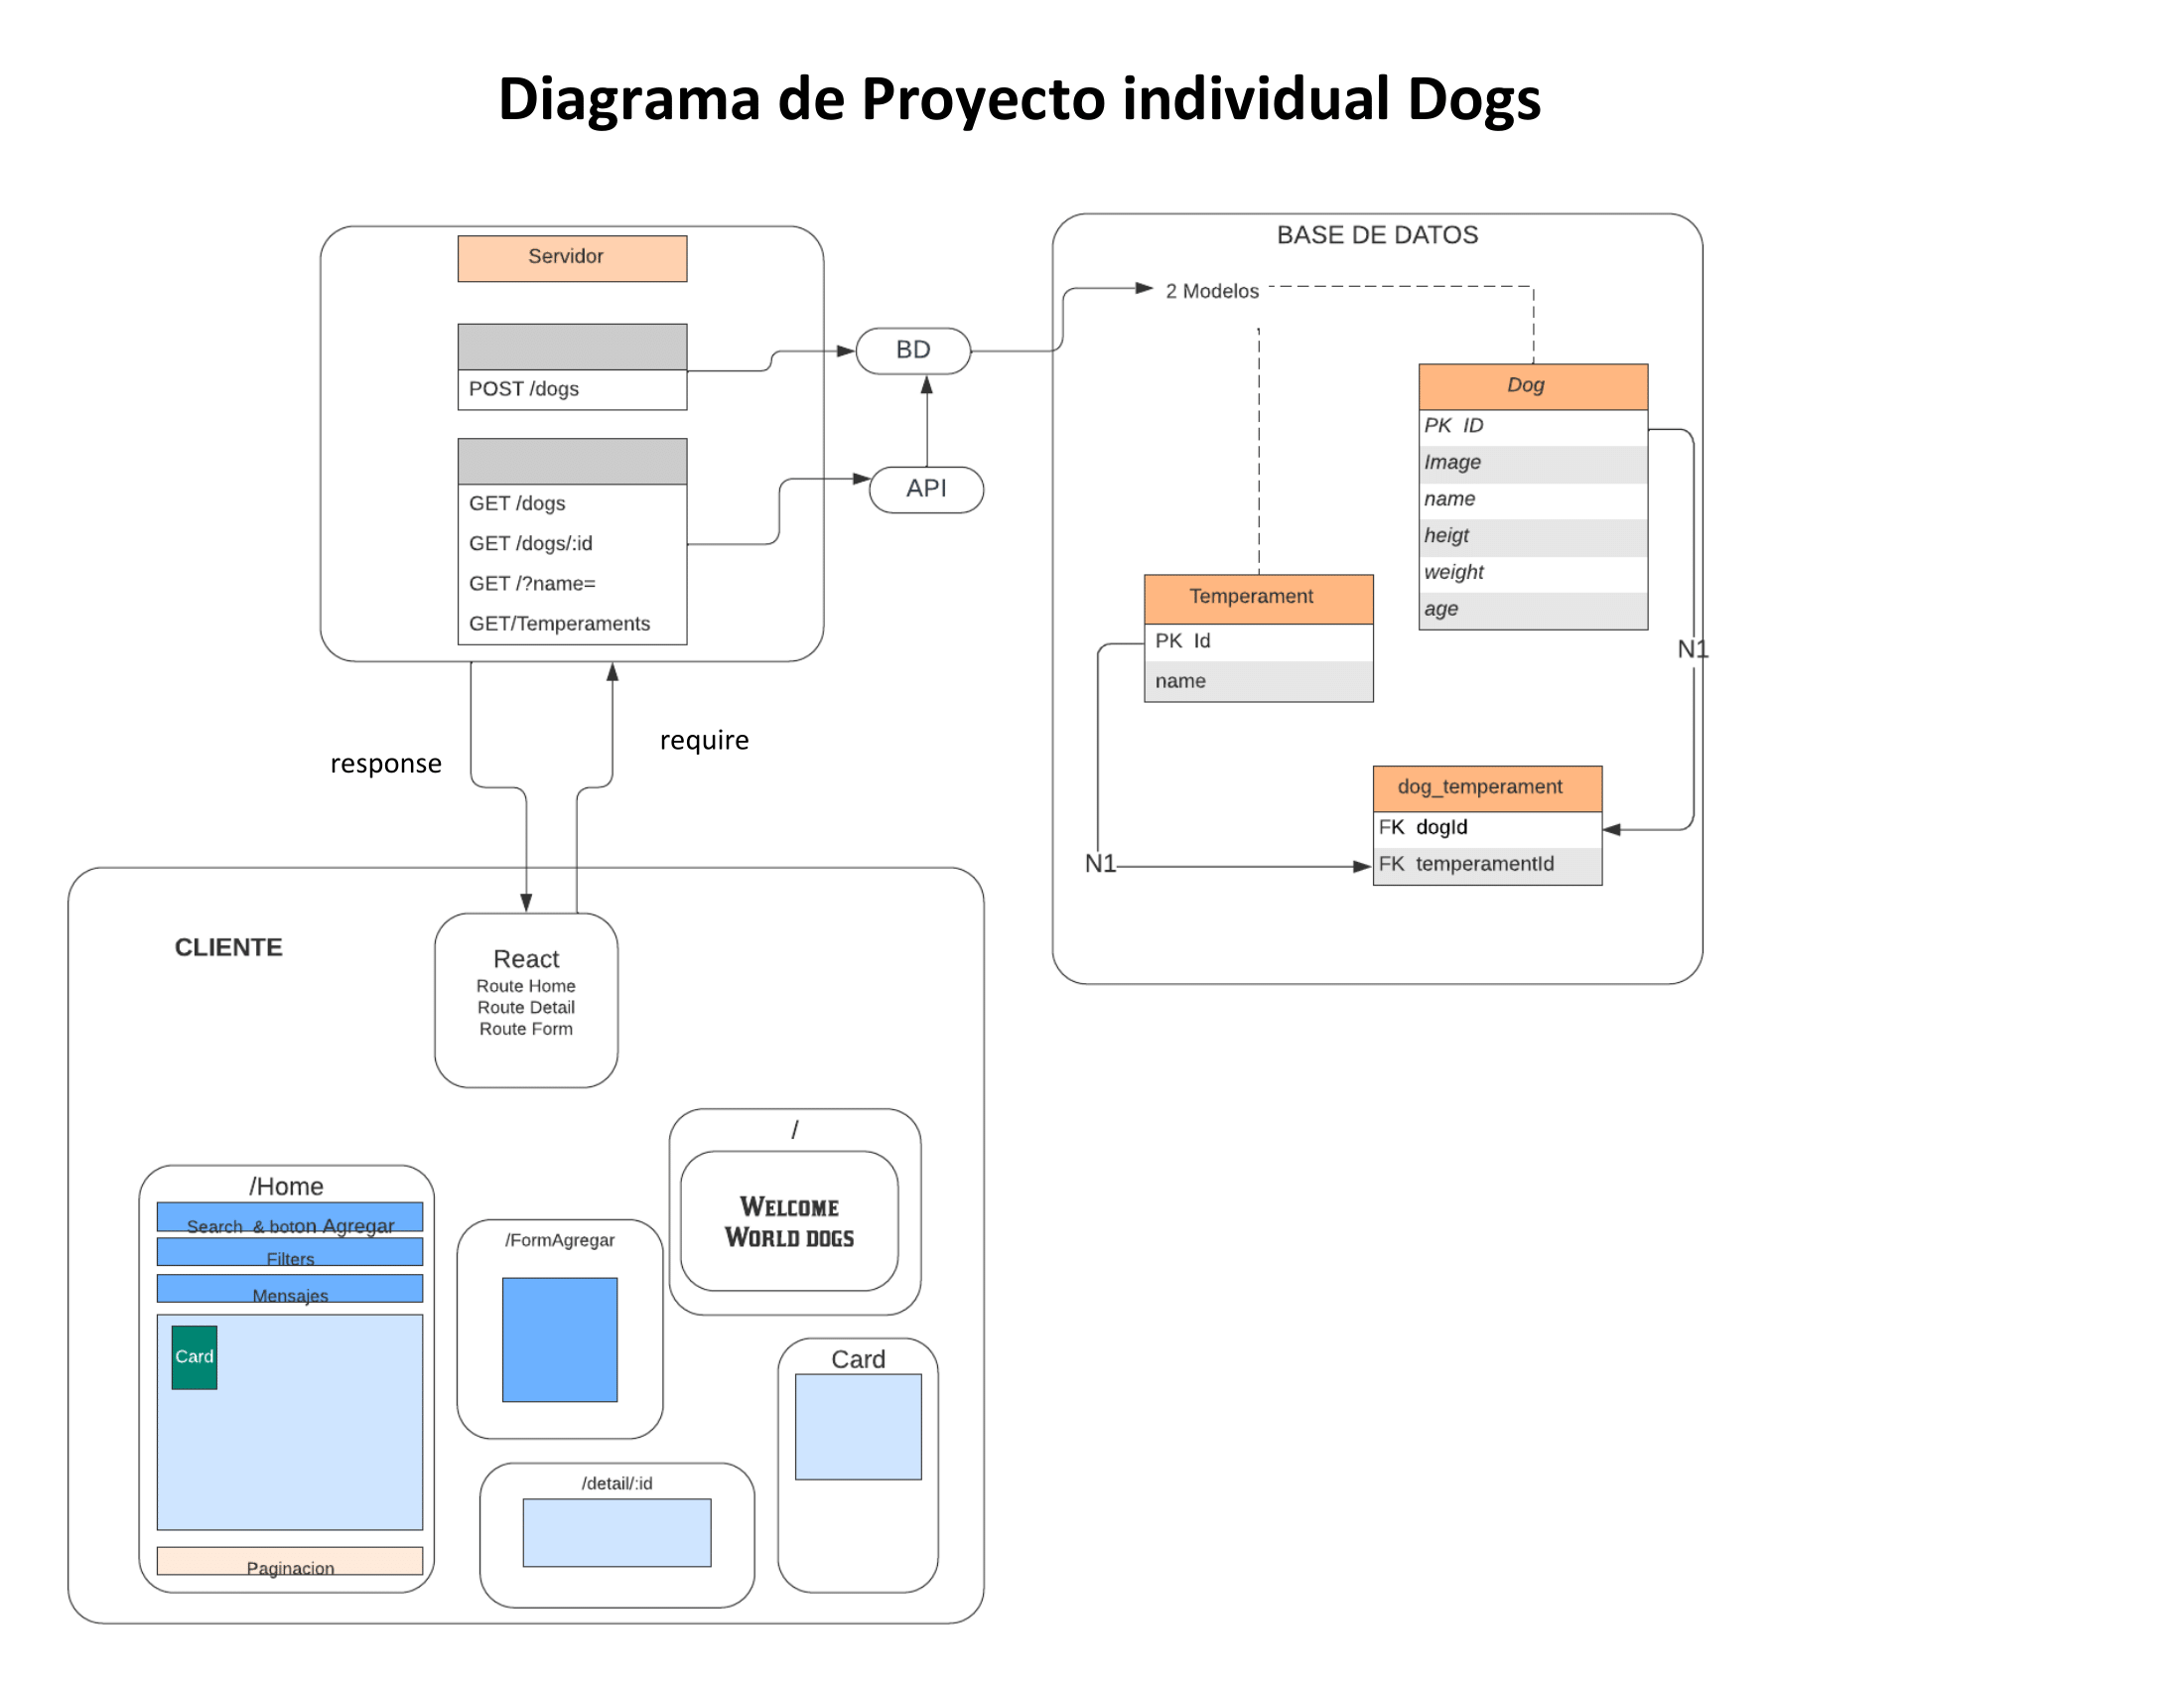 Diagrama de Proyecto individual Dogs
Servidor
POST /dogs
GET /dogs
GET /dogs/:id
GET /?name=
GET/Temperaments
BD
API
BASE DE DATOS
2 Modelos
Dog
PK ID
Image
name
heigt
weight
age
N1
Temperament
PK Id
name
dog_temperament
FK dogId
FK temperamentId
N1
response
require
CLIENTE
React
Route Home
Route Detail
Route Form
/Home
Search & boton Agregar
Filters
Mensajes
Card
Paginacion
/FormAgregar
/
WELCOME
WORLD DOGS
/detail/:id
Card